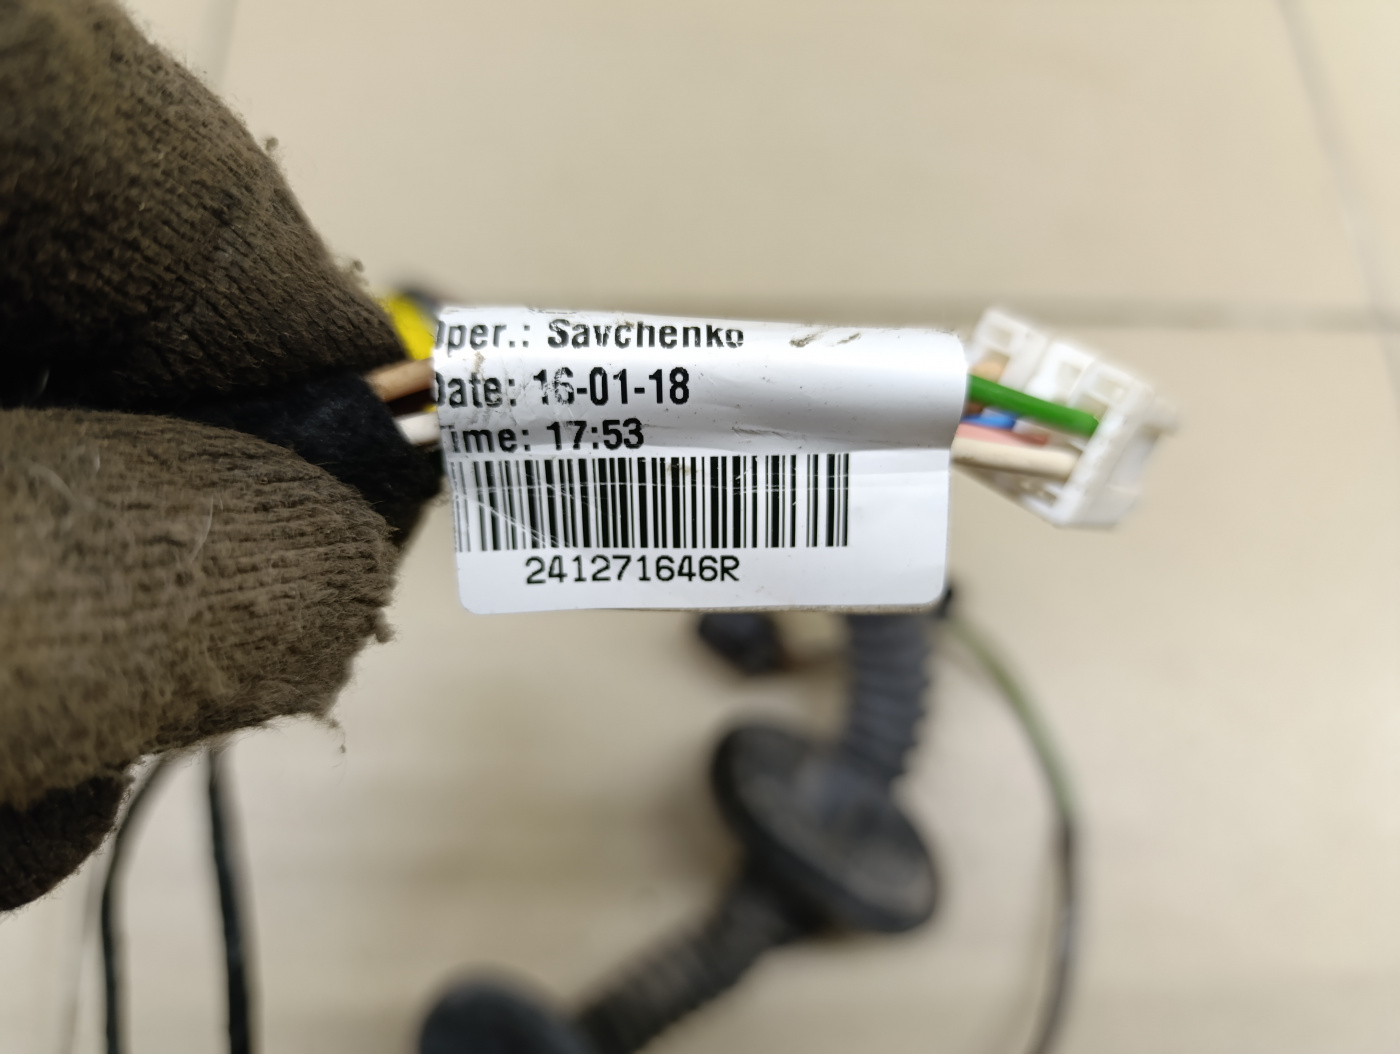 Oper.: Savchenko
Date: 16-01-18
Time: 17:53
241271646R